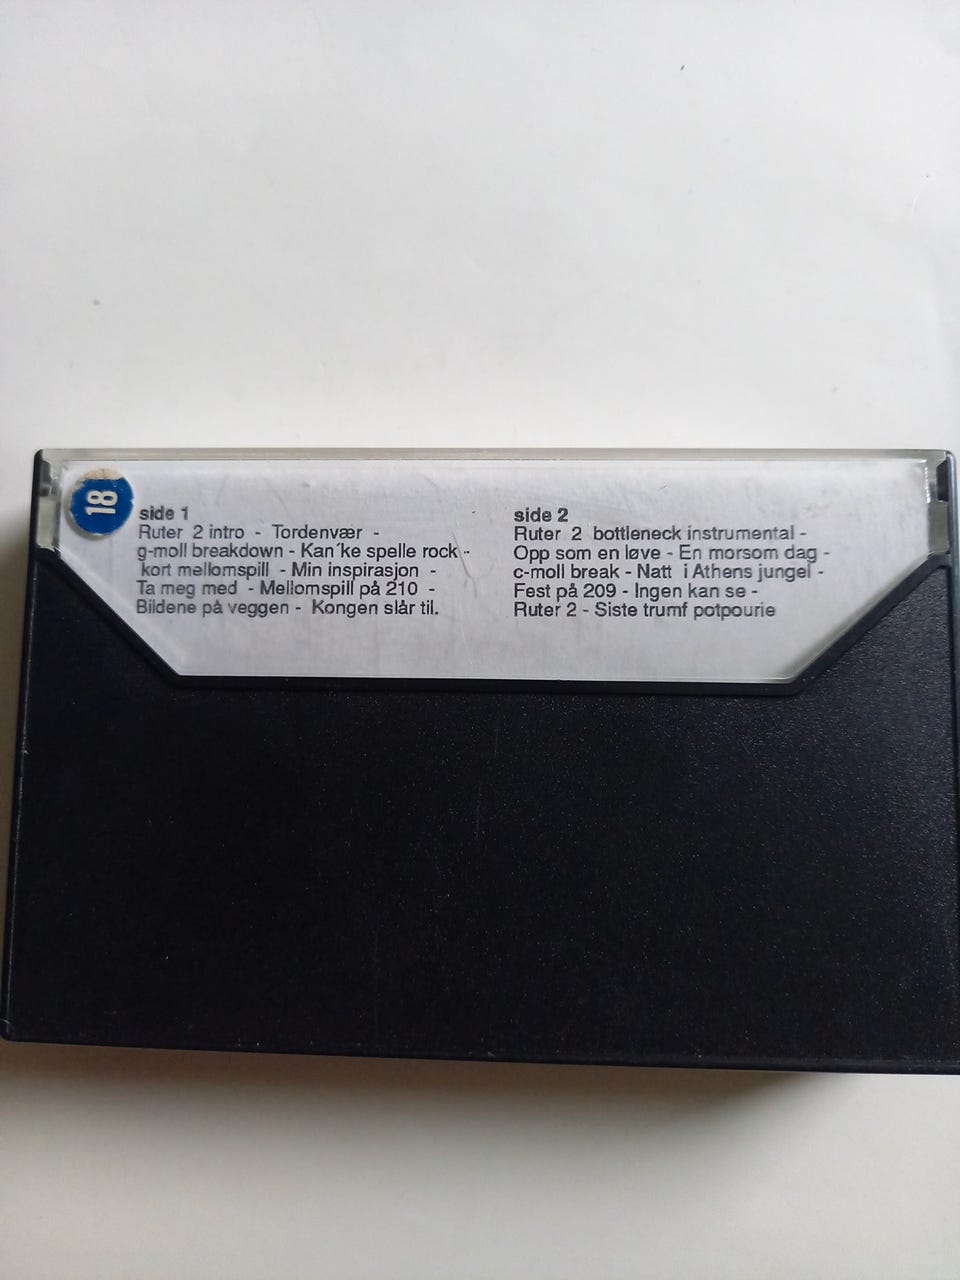 18
side 1
Ruter 2 intro - Tordenvær -
g-moll breakdown - Kan´ke spelle rock -
kort mellomspill - Min inspirasjon -
Ta meg med - Mellomspill på 210 -
Bildene på veggen - Kongen slår til.
side 2
Ruter 2 bottleneck instrumental -
Opp som en løve - En morsom dag -
c-moll break - Natt i Athens jungel -
Fest på 209 - Ingen kan se -
Ruter 2 - Siste trumf potpourie